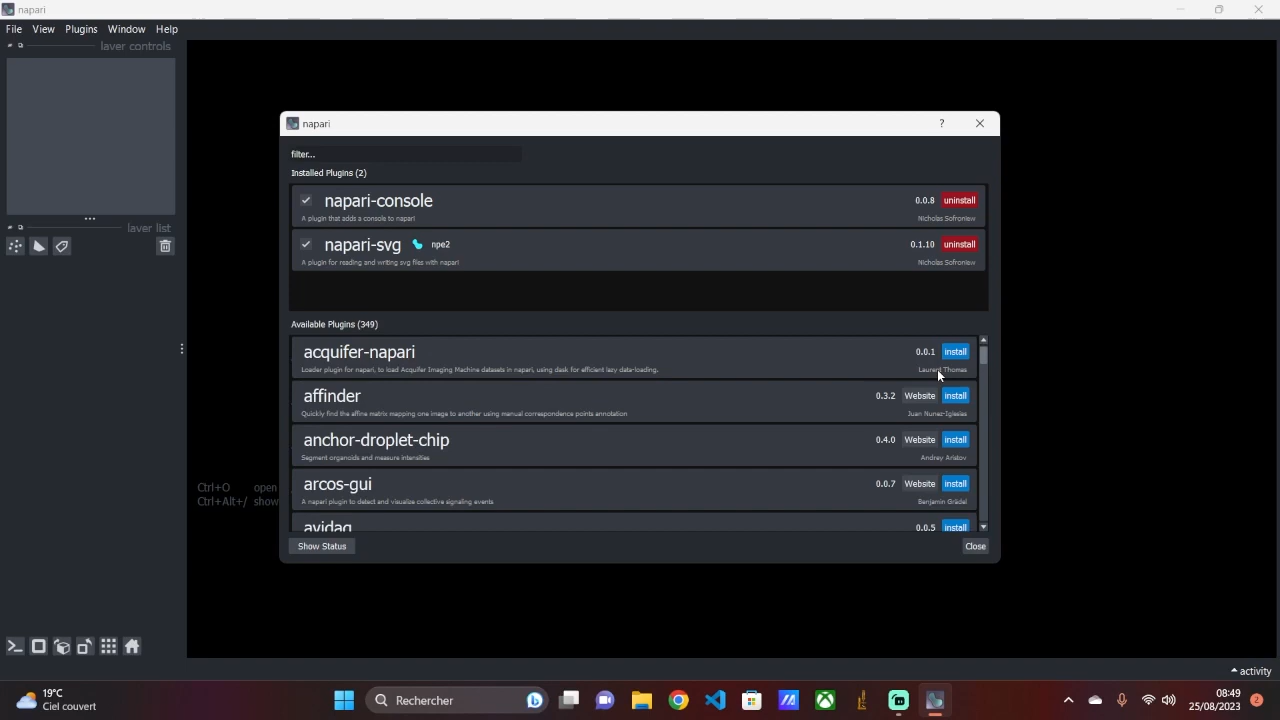 napari
File View Plugins Window Help
layer controls
layer list
Ctrl+O open
Ctrl+Alt+/ show
napari
?
filter...
Installed Plugins (2)
napari-console 0.0.8 uninstall
A plugin that adds a console to napari Nicholas Sofroniew
napari-svg npe2 0.1.10 uninstall
A plugin for reading and writing svg files with napari Nicholas Sofroniew
Available Plugins (349)
acquifer-napari 0.0.1 install
Loader plugin for napari, to load Acquifer Imaging Machine datasets in napari, using dask for efficient lazy data-loading. Laurent Thomas
affinder 0.3.2 Website install
Quickly find the affine matrix mapping one image to another using manual correspondence points annotation Juan Nunez-Iglesias
anchor-droplet-chip 0.4.0 Website install
Segment organoids and measure intensities Andrey Aristov
arcos-gui 0.0.7 Website install
A napari plugin to detect and visualize collective signaling events Benjamin Grädel
avidaq 0.0.5 install
Show Status Close
activity
19°C
Ciel couvert
Rechercher
08:49
25/08/2023
2